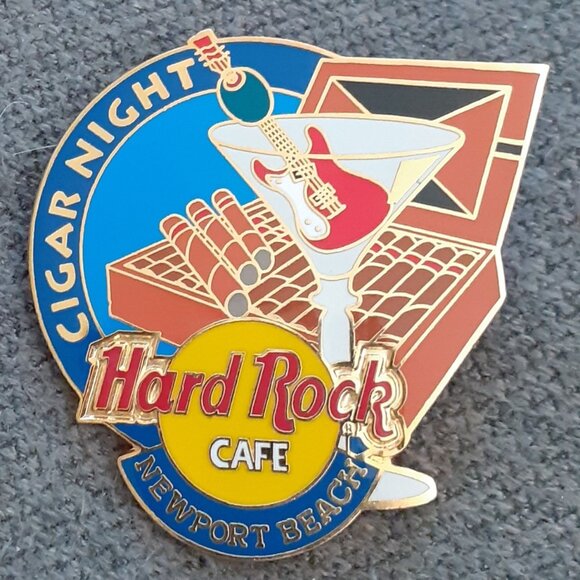 CIGAR NIGHT
Hard Rock
CAFE
NEWPORT BEACH